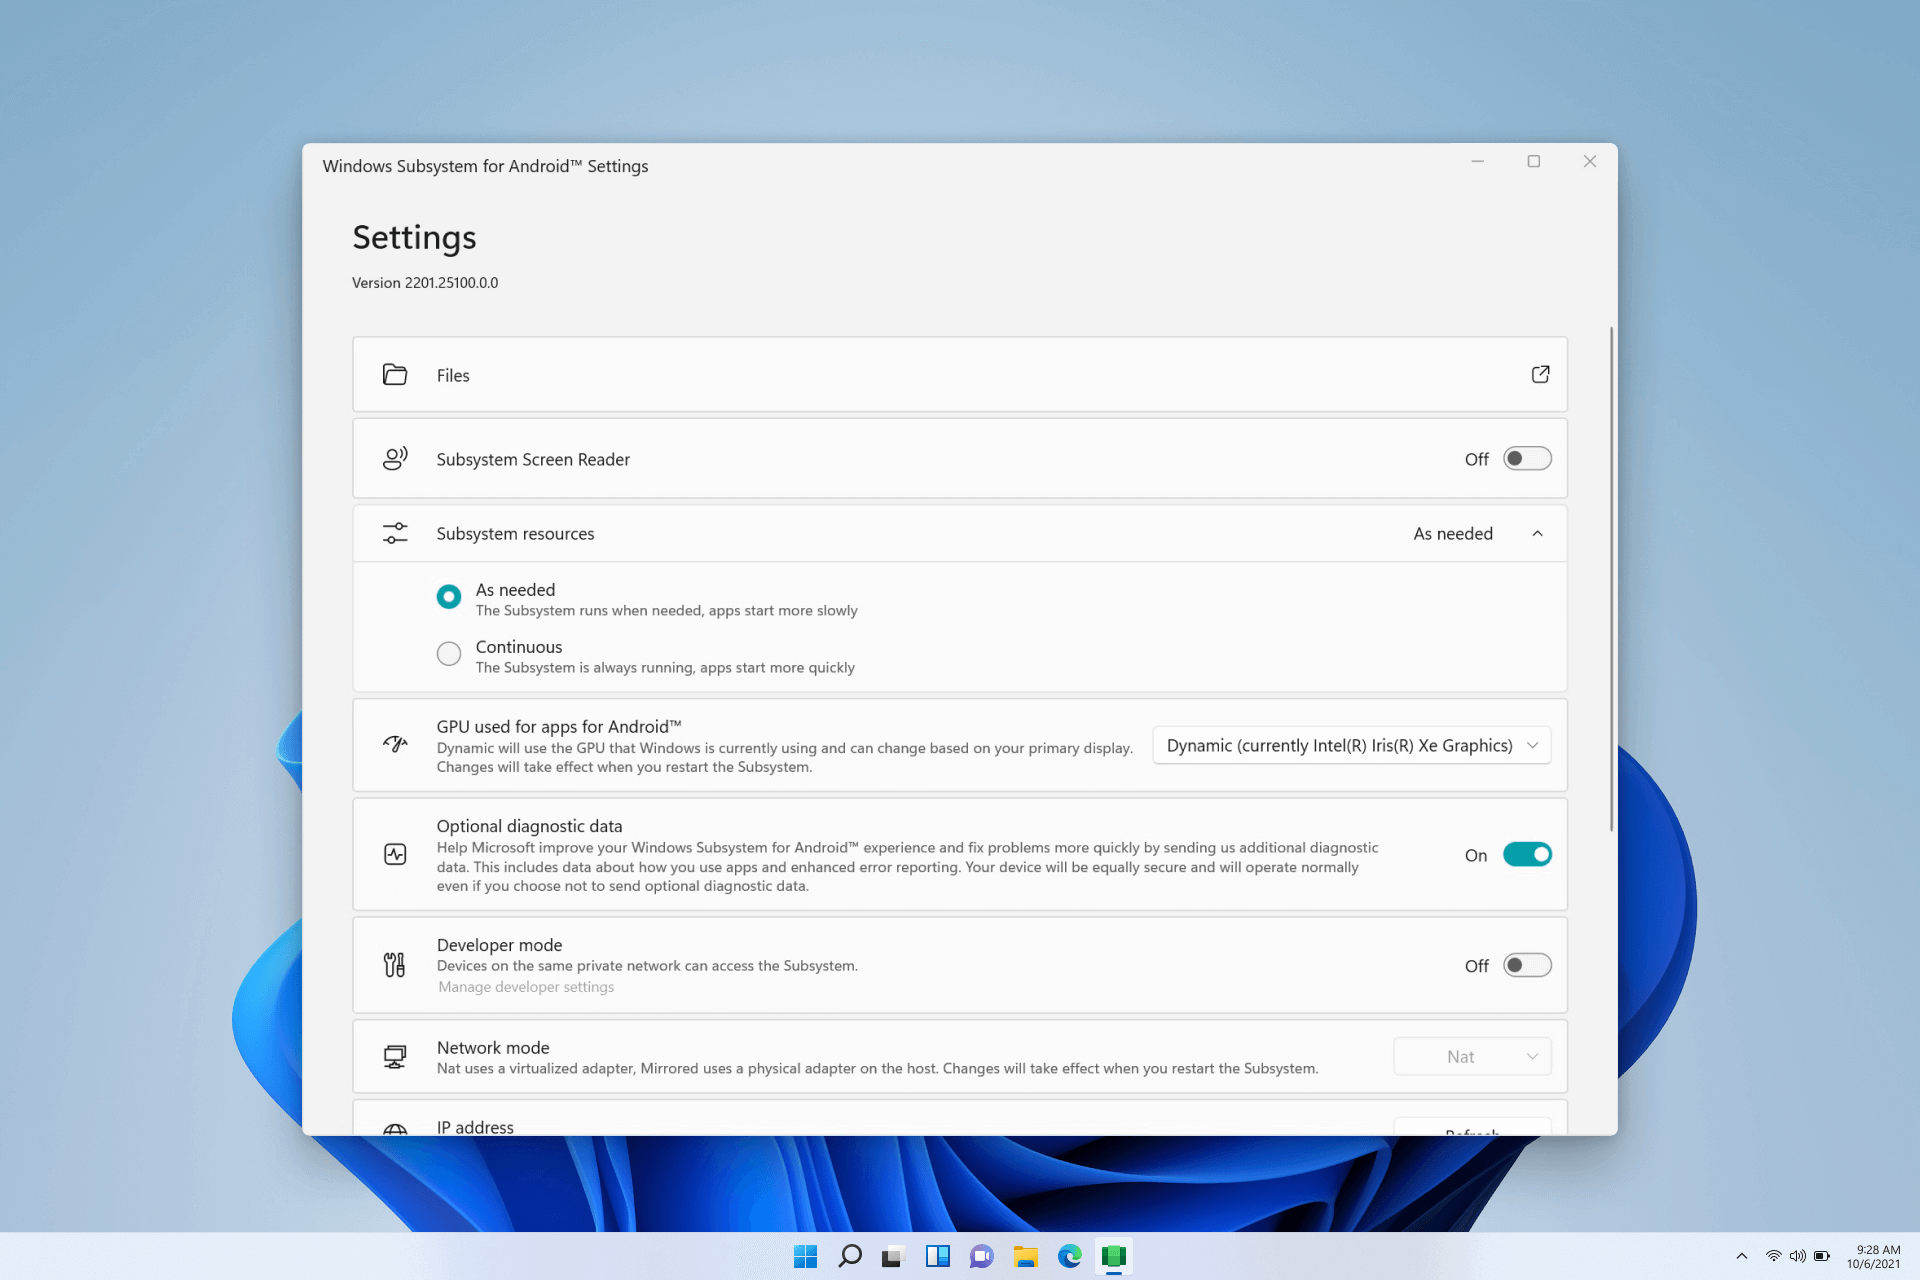 Windows Subsystem for Android™ Settings
Settings
Version 2201.25100.0.0
Files
Subsystem Screen Reader
Off
Subsystem resources
As needed
As needed
The Subsystem runs when needed, apps start more slowly
Continuous
The Subsystem is always running, apps start more quickly
GPU used for apps for Android™
Dynamic will use the GPU that Windows is currently using and can change based on your primary display.
Changes will take effect when you restart the Subsystem.
Dynamic (currently Intel(R) Iris(R) Xe Graphics)
Optional diagnostic data
Help Microsoft improve your Windows Subsystem for Android™ experience and fix problems more quickly by sending us additional diagnostic
data. This includes data about how you use apps and enhanced error reporting. Your device will be equally secure and will operate normally
even if you choose not to send optional diagnostic data.
On
Developer mode
Devices on the same private network can access the Subsystem.
Manage developer settings
Off
Network mode
Nat uses a virtualized adapter, Mirrored uses a physical adapter on the host. Changes will take effect when you restart the Subsystem.
Nat
IP address
Refresh
9:28 AM
10/6/2021